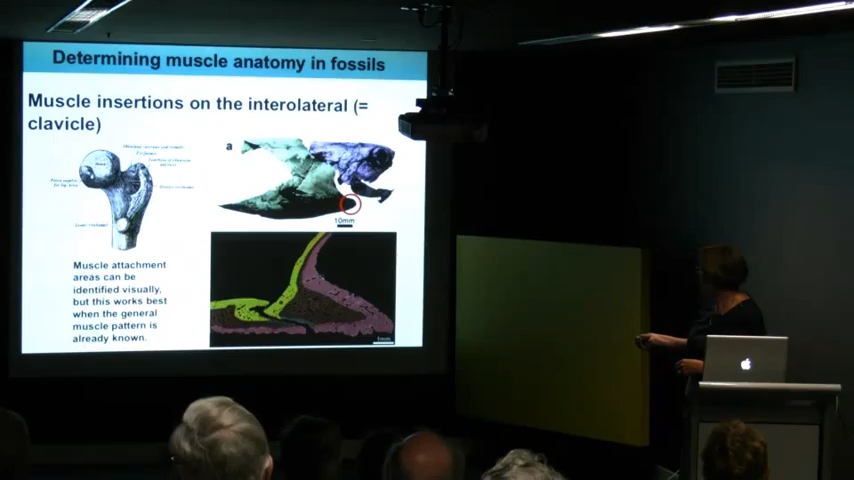 Determining muscle anatomy in fossils
Muscle insertions on the interolateral (=
clavicle)
a
10mm
Muscle attachment
areas can be
identified visually,
but this works best
when the general
muscle pattern is
already known.